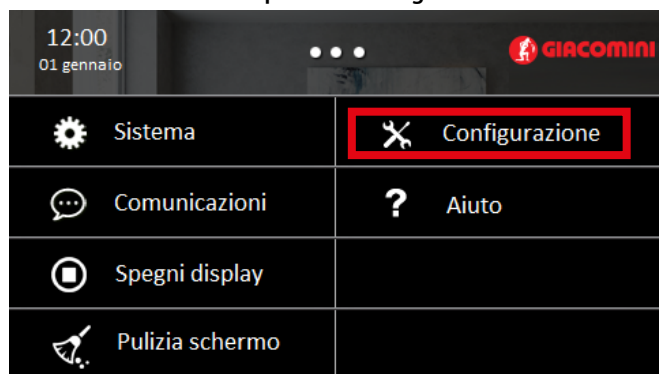 12:00
01 gennaio
GIACOMINI
Sistema
Configurazione
Comunicazioni
? Aiuto
Spegni display
Pulizia schermo